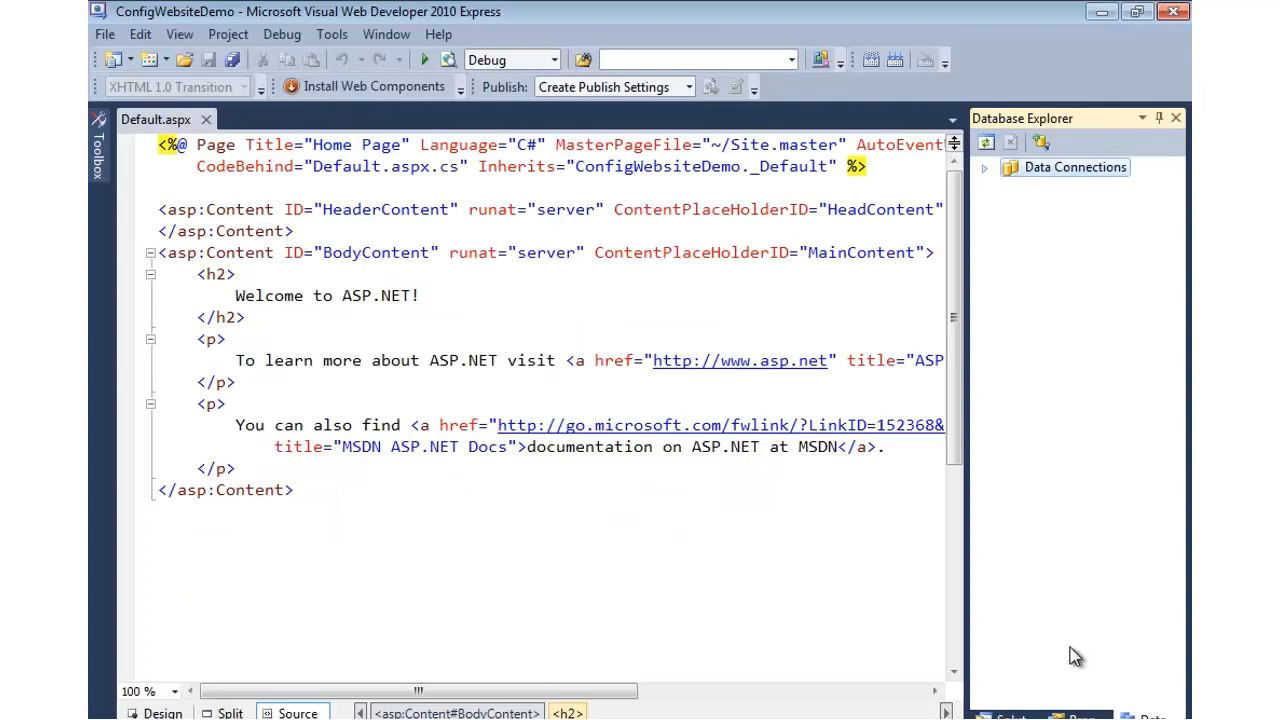 ConfigWebsiteDemo - Microsoft Visual Web Developer 2010 Express
File Edit View Project Debug Tools Window Help
Debug
XHTML 1.0 Transition Install Web Components Publish: Create Publish Settings
Default.aspx
Database Explorer
Toolbox
Data Connections
<%@ Page Title="Home Page" Language="C#" MasterPageFile="~/Site.master" AutoEvent
CodeBehind="Default.aspx.cs" Inherits="ConfigWebsiteDemo._Default" %>
<asp:Content ID="HeaderContent" runat="server" ContentPlaceHolderID="HeadContent"
</asp:Content>
<asp:Content ID="BodyContent" runat="server" ContentPlaceHolderID="MainContent">
<h2>
Welcome to ASP.NET!
</h2>
<p>
To learn more about ASP.NET visit <a href="http://www.asp.net" title="ASP
</p>
<p>
You can also find <a href="http://go.microsoft.com/fwlink/?LinkID=152368&
title="MSDN ASP.NET Docs">documentation on ASP.NET at MSDN</a>.
</p>
</asp:Content>
100 %
Design Split Source <asp:Content#BodyContent> <h2>